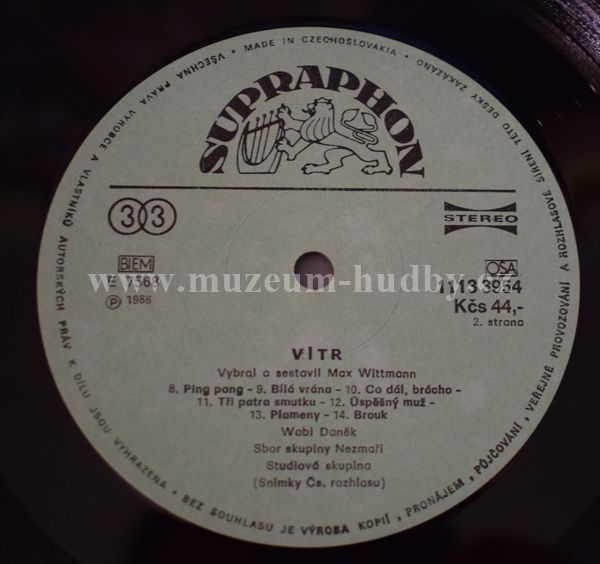 VŠECHNA PRÁVA VÝROBCE A VLASTNÍKŮ AUTORSKÝCH PRÁV K DÍLU JSOU VYHRAZENA • BEZ SOUHLASU JE VÝROBA KOPIÍ, PRONÁJEM, PŮJČOVÁNÍ, VEŘEJNÉ PROVOZOVÁNÍ A ROZHLASOVÉ ŠÍŘENÍ TÉTO DESKY ZAKÁZÁNO • MADE IN CZECHOSLOVAKIA •
SUPRAPHON
33
STEREO
BIEM
OSA
www.muzeum-hudby.cz
E 7568
1113 3954
Ⓟ 1986
Kčs 44,-
2. strana
VÍTR
Vybral a sestavil Max Wittmann
8. Ping pong - 9. Bílá vrána - 10. Co dál, brácho -
11. Tři patra smutku - 12. Úspěšný muž -
13. Plameny - 14. Brouk
Wabi Daněk
Sbor skupiny Nezmaři
Studiová skupina
(Snímky Čs. rozhlasu)